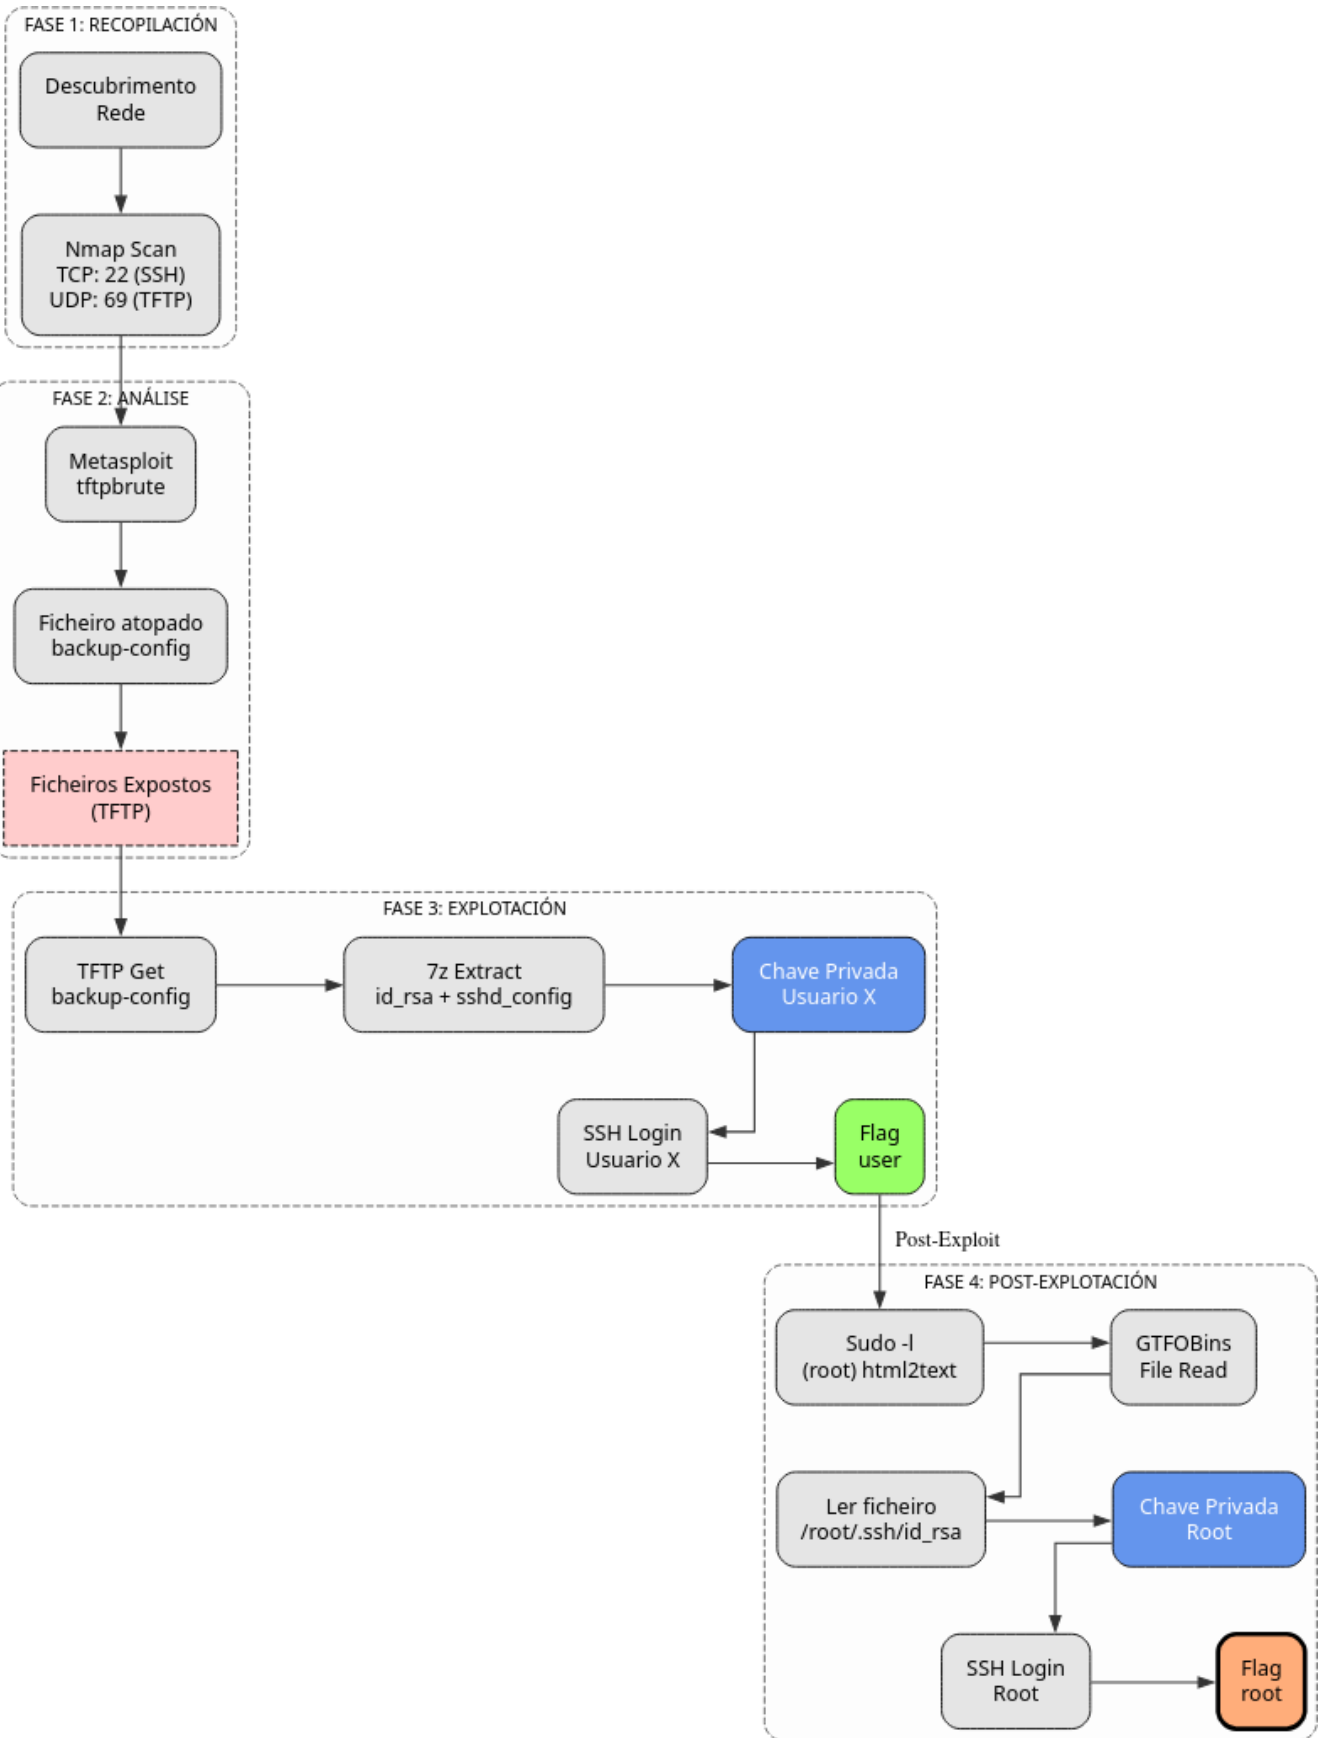 FASE 1: RECOPILACIÓN
Descubrimento
Rede
Nmap Scan
TCP: 22 (SSH)
UDP: 69 (TFTP)
FASE 2: ANÁLISE
Metasploit
tftpbrute
Ficheiro atopado
backup-config
Ficheiros Expostos
(TFTP)
FASE 3: EXPLOTACIÓN
TFTP Get
backup-config
7z Extract
id_rsa + sshd_config
Chave Privada
Usuario X
SSH Login
Usuario X
Flag
user
Post-Exploit
FASE 4: POST-EXPLOTACIÓN
Sudo -l
(root) html2text
GTFOBins
File Read
Ler ficheiro
/root/.ssh/id_rsa
Chave Privada
Root
SSH Login
Root
Flag
root